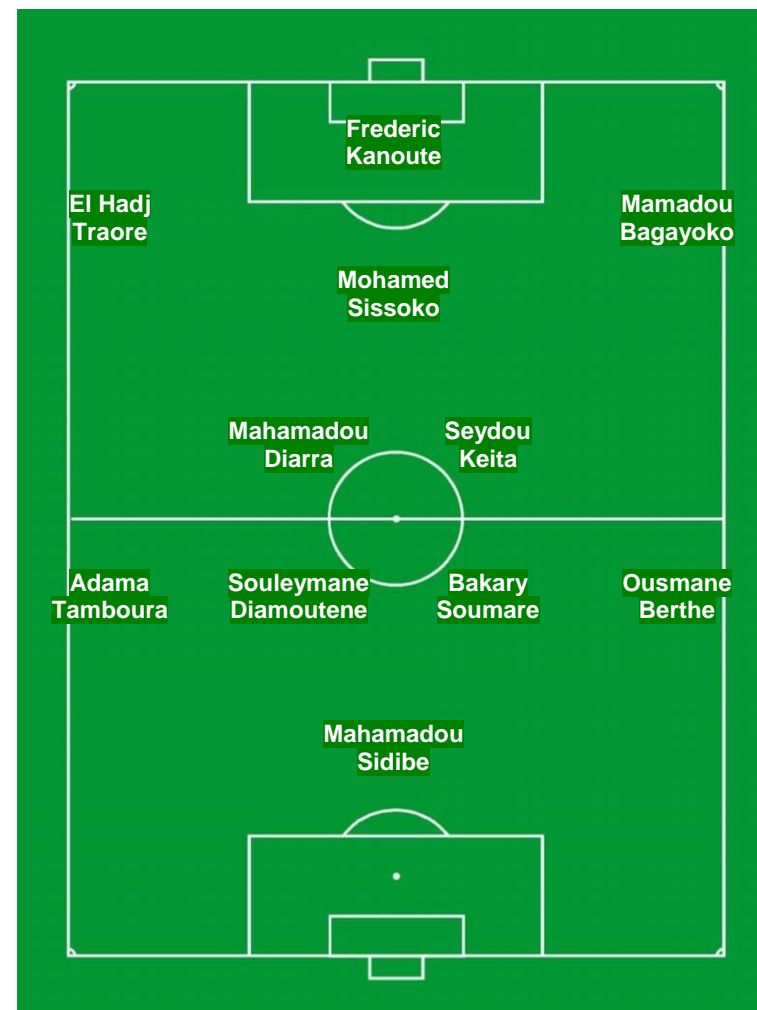 Frederic
Kanoute
El Hadj
Traore
Mamadou
Bagayoko
Mohamed
Sissoko
Mahamadou
Diarra
Seydou
Keita
Adama
Tamboura
Souleymane
Diamoutene
Bakary
Soumare
Ousmane
Berthe
Mahamadou
Sidibe